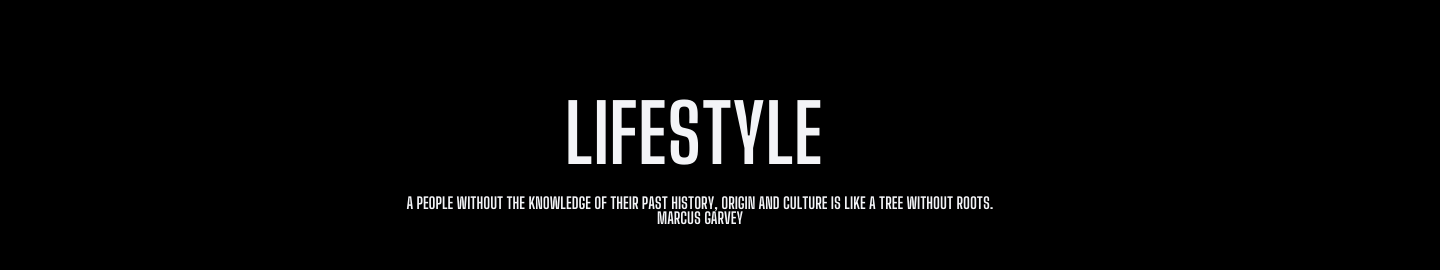 LIFESTYLE
A PEOPLE WITHOUT THE KNOWLEDGE OF THEIR PAST HISTORY, ORIGIN AND CULTURE IS LIKE A TREE WITHOUT ROOTS.
MARCUS GARVEY